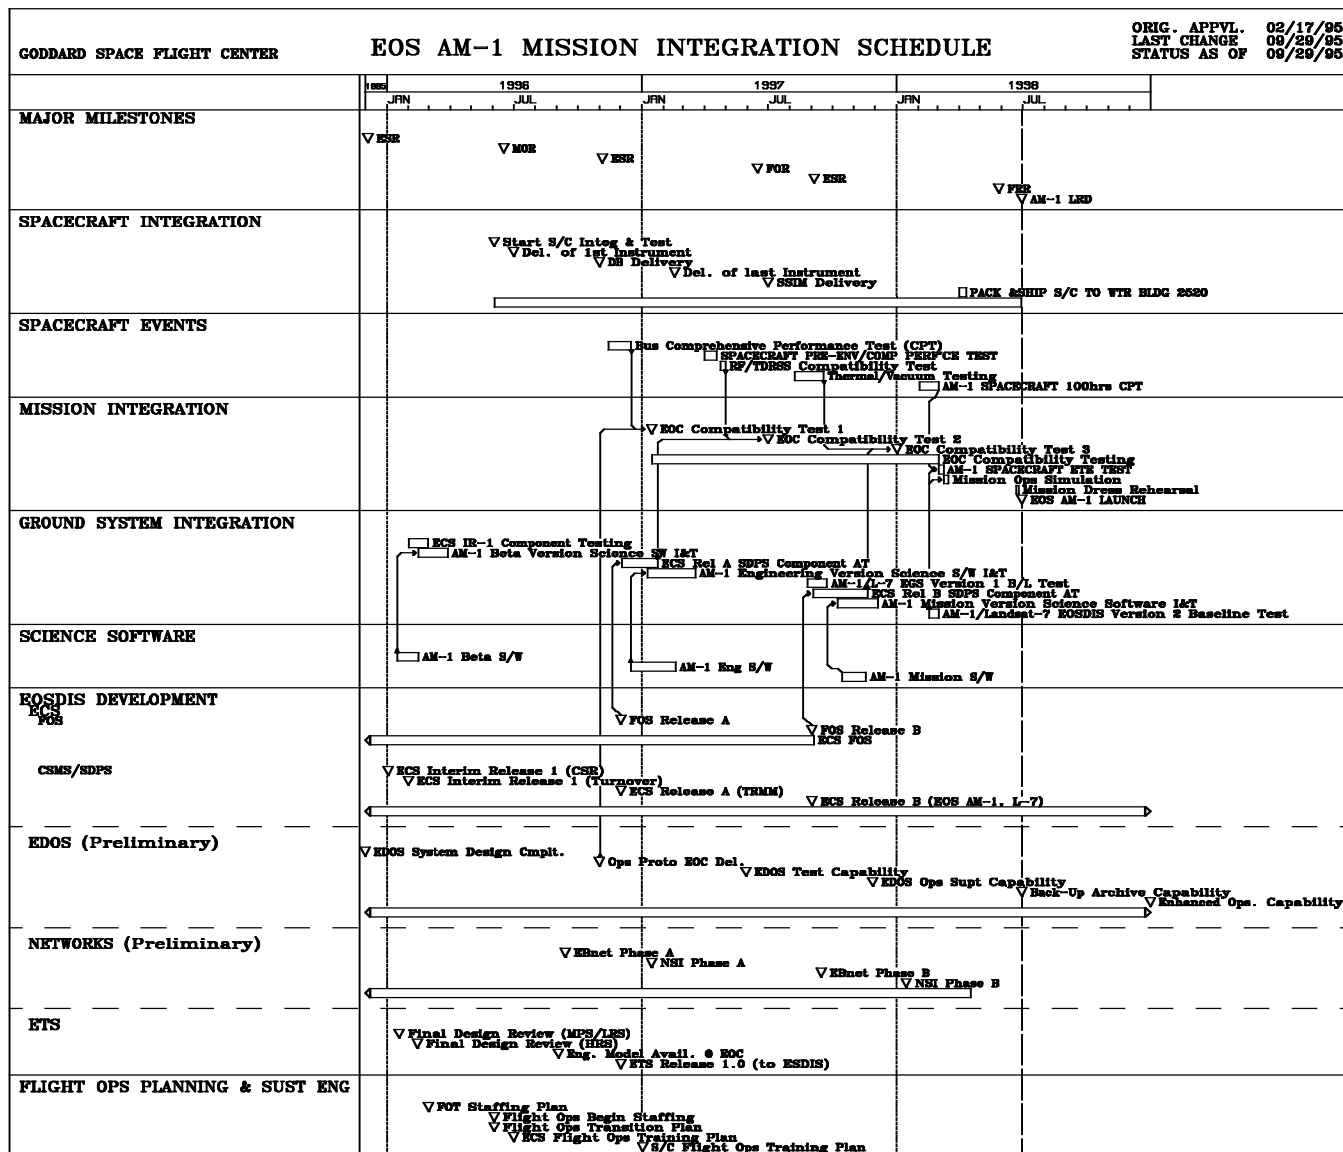 GODDARD SPACE FLIGHT CENTER
EOS AM-1 MISSION INTEGRATION SCHEDULE
ORIG. APPVL. 02/17/95
LAST CHANGE 09/29/95
STATUS AS OF 09/29/95
1995 1996 1997 1998
JAN JUL JAN JUL JAN JUL
MAJOR MILESTONES
ESR
MOR
ESR
FOR
ESR
FRR
AM-1 LRD
SPACECRAFT INTEGRATION
Start S/C Integ & Test
Del. of 1st Instrument
DB Delivery
Del. of last Instrument
SSIM Delivery
PACK &SHIP S/C TO WTR BLDG 2520
SPACECRAFT EVENTS
Bus Comprehensive Performance Test (CPT)
SPACECRAFT PRE-ENV/COMP PERF'CE TEST
RF/TDRSS Compatibility Test
Thermal/Vacuum Testing
AM-1 SPACECRAFT 100hrs CPT
MISSION INTEGRATION
EOC Compatibility Test 1
EOC Compatibility Test 2
EOC Compatibility Test 3
EOC Compatibility Testing
AM-1 SPACECRAFT ETE TEST
Mission Ops Simulation
Mission Dress Rehearsal
EOS AM-1 LAUNCH
GROUND SYSTEM INTEGRATION
ECS IR-1 Component Testing
AM-1 Beta Version Science SW I&T
ECS Rel A SDPS Component AT
AM-1 Engineering Version Science S/W I&T
AM-1/L-7 EGS Version 1 B/L Test
ECS Rel B SDPS Component AT
AM-1 Mission Version Science Software I&T
AM-1/Landsat-7 EOSDIS Version 2 Baseline Test
SCIENCE SOFTWARE
AM-1 Beta S/W
AM-1 Eng S/W
AM-1 Mission S/W
EOSDIS DEVELOPMENT
ECS
FOS
FOS Release A
FOS Release B
ECS FOS
CSMS/SDPS
ECS Interim Release 1 (CSR)
ECS Interim Release 1 (Turnover)
ECS Release A (TRMM)
ECS Release B (EOS AM-1, L-7)
EDOS (Preliminary)
EDOS System Design Cmplt.
Ops Proto EOC Del.
EDOS Test Capability
EDOS Ops Supt Capability
Back-Up Archive Capability
Enhanced Ops. Capability
NETWORKS (Preliminary)
EBnet Phase A
NSI Phase A
EBnet Phase B
NSI Phase B
ETS
Final Design Review (MPS/LRS)
Final Design Review (HRS)
Eng. Model Avail. @ EOC
ETS Release 1.0 (to ESDIS)
FLIGHT OPS PLANNING & SUST ENG
FOT Staffing Plan
Flight Ops Begin Staffing
Flight Ops Transition Plan
ECS Flight Ops Training Plan
S/C Flight Ops Training Plan